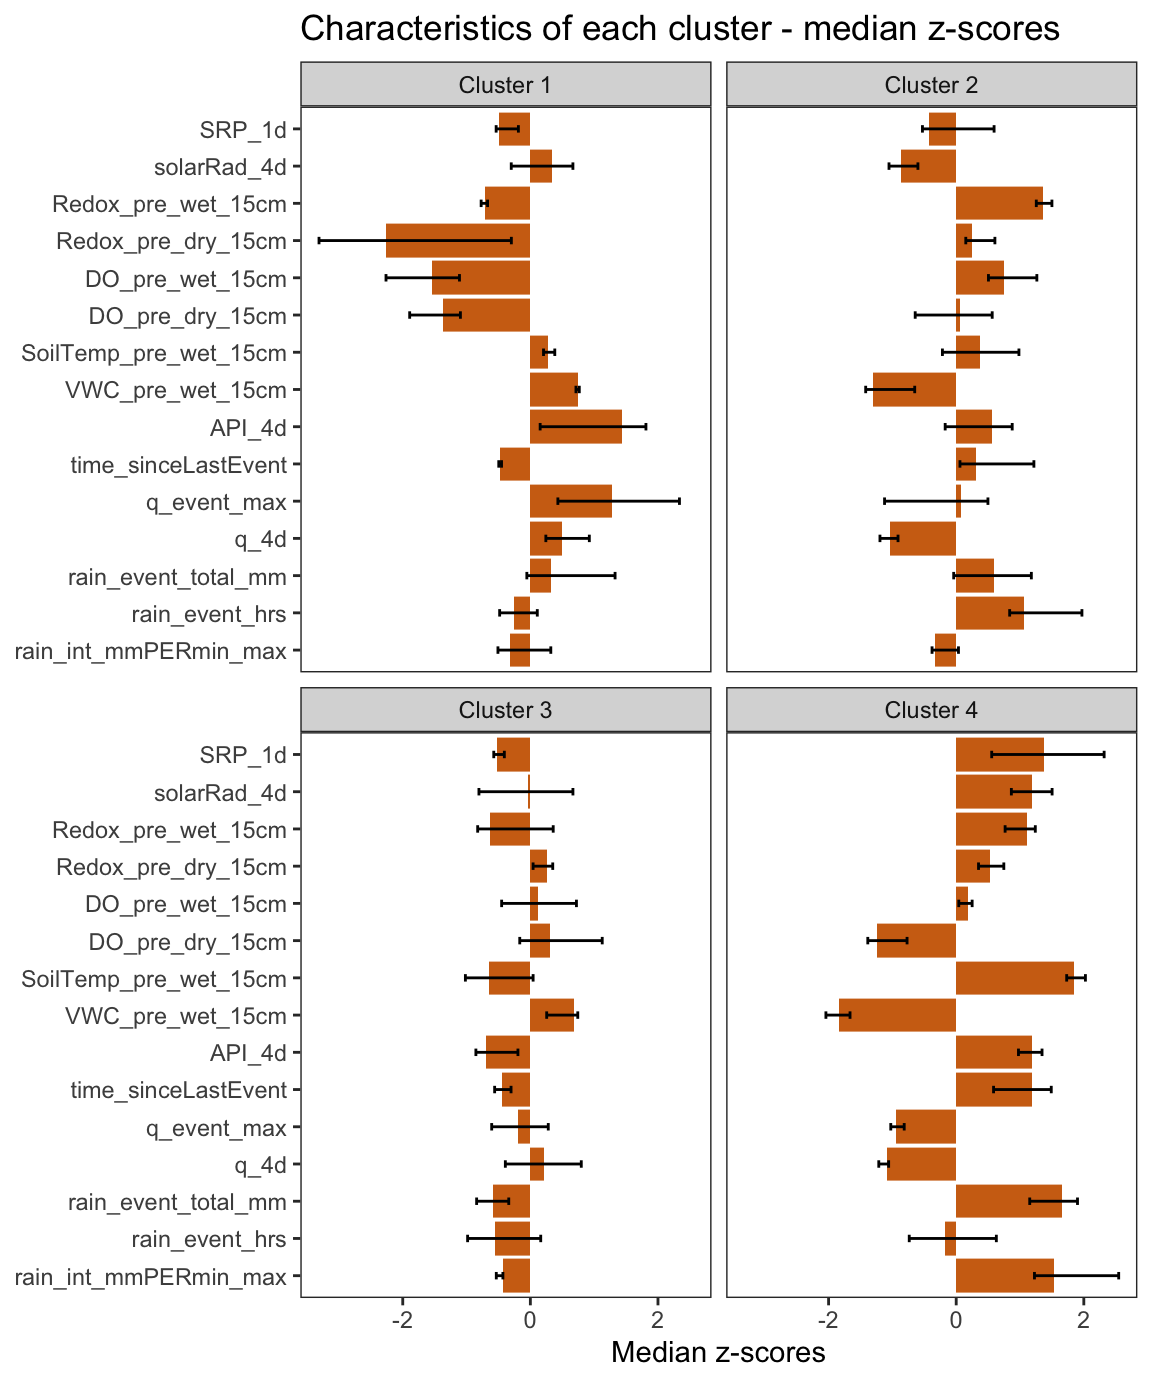 Characteristics of each cluster - median z-scores
Cluster 1
Cluster 2
SRP_1d
solarRad_4d
Redox_pre_wet_15cm
Redox_pre_dry_15cm
DO_pre_wet_15cm
DO_pre_dry_15cm
SoilTemp_pre_wet_15cm
VWC_pre_wet_15cm
API_4d
time_sinceLastEvent
q_event_max
q_4d
rain_event_total_mm
rain_event_hrs
rain_int_mmPERmin_max
Cluster 3
Cluster 4
SRP_1d
solarRad_4d
Redox_pre_wet_15cm
Redox_pre_dry_15cm
DO_pre_wet_15cm
DO_pre_dry_15cm
SoilTemp_pre_wet_15cm
VWC_pre_wet_15cm
API_4d
time_sinceLastEvent
q_event_max
q_4d
rain_event_total_mm
rain_event_hrs
rain_int_mmPERmin_max
-2 0 2 -2 0 2
Median z-scores